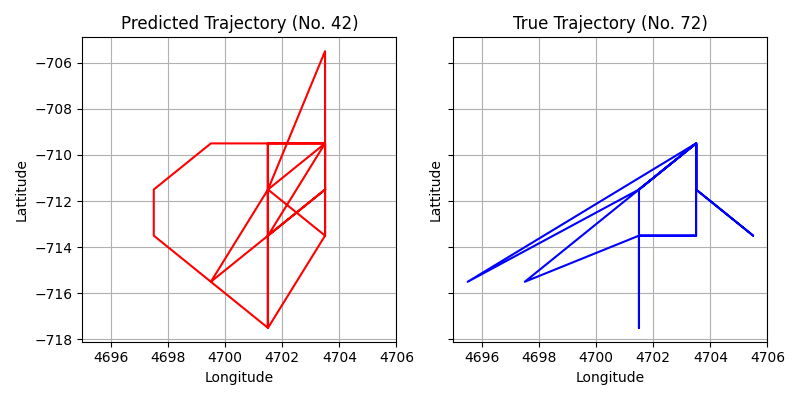 Predicted Trajectory (No. 42)
True Trajectory (No. 72)
−706
−708
−710
−712
−714
−716
−718
Lattitude
Lattitude
4696 4698 4700 4702 4704 4706
4696 4698 4700 4702 4704 4706
Longitude
Longitude